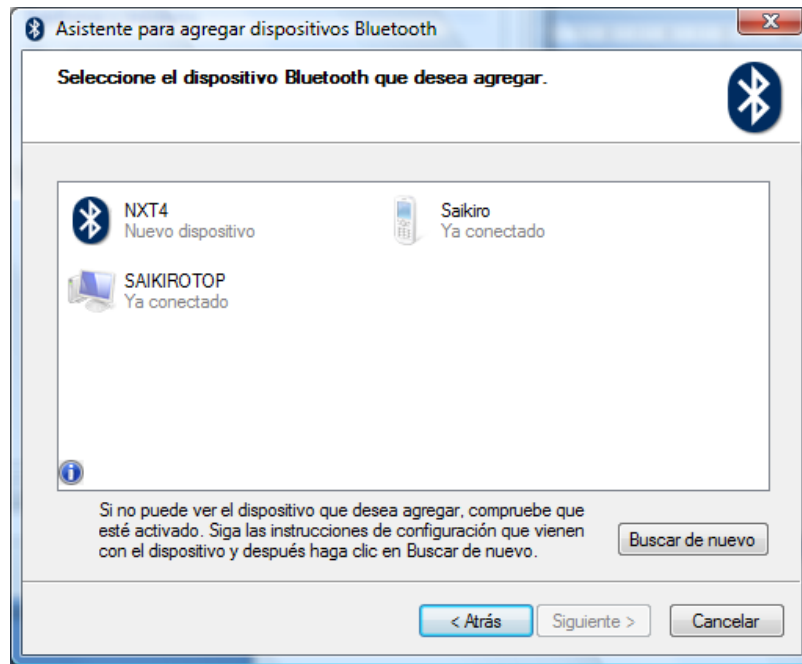 Asistente para agregar dispositivos Bluetooth
Seleccione el dispositivo Bluetooth que desea agregar.
NXT4
Nuevo dispositivo
Saikiro
Ya conectado
SAIKIROTOP
Ya conectado
Si no puede ver el dispositivo que desea agregar, compruebe que
esté activado. Siga las instrucciones de configuración que vienen
con el dispositivo y después haga clic en Buscar de nuevo.
Buscar de nuevo
< Atrás
Siguiente >
Cancelar